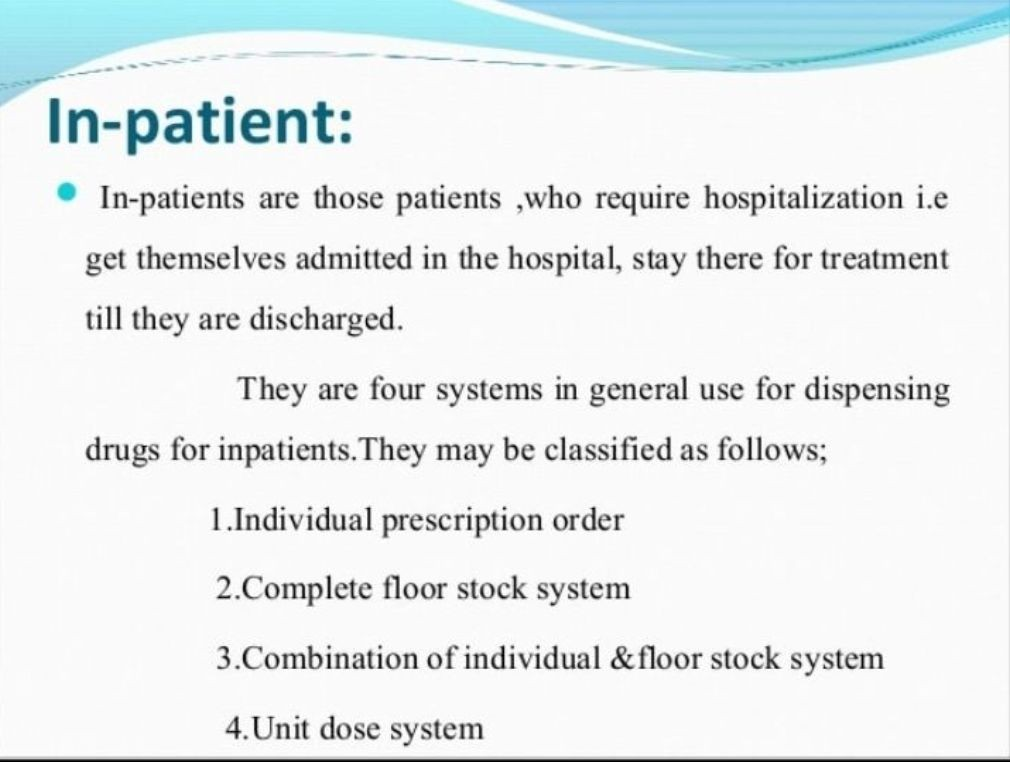 In-patient:
In-patients are those patients ,who require hospitalization i.e
get themselves admitted in the hospital, stay there for treatment
till they are discharged.
They are four systems in general use for dispensing
drugs for inpatients.They may be classified as follows;
1.Individual prescription order
2.Complete floor stock system
3.Combination of individual &floor stock system
4.Unit dose system